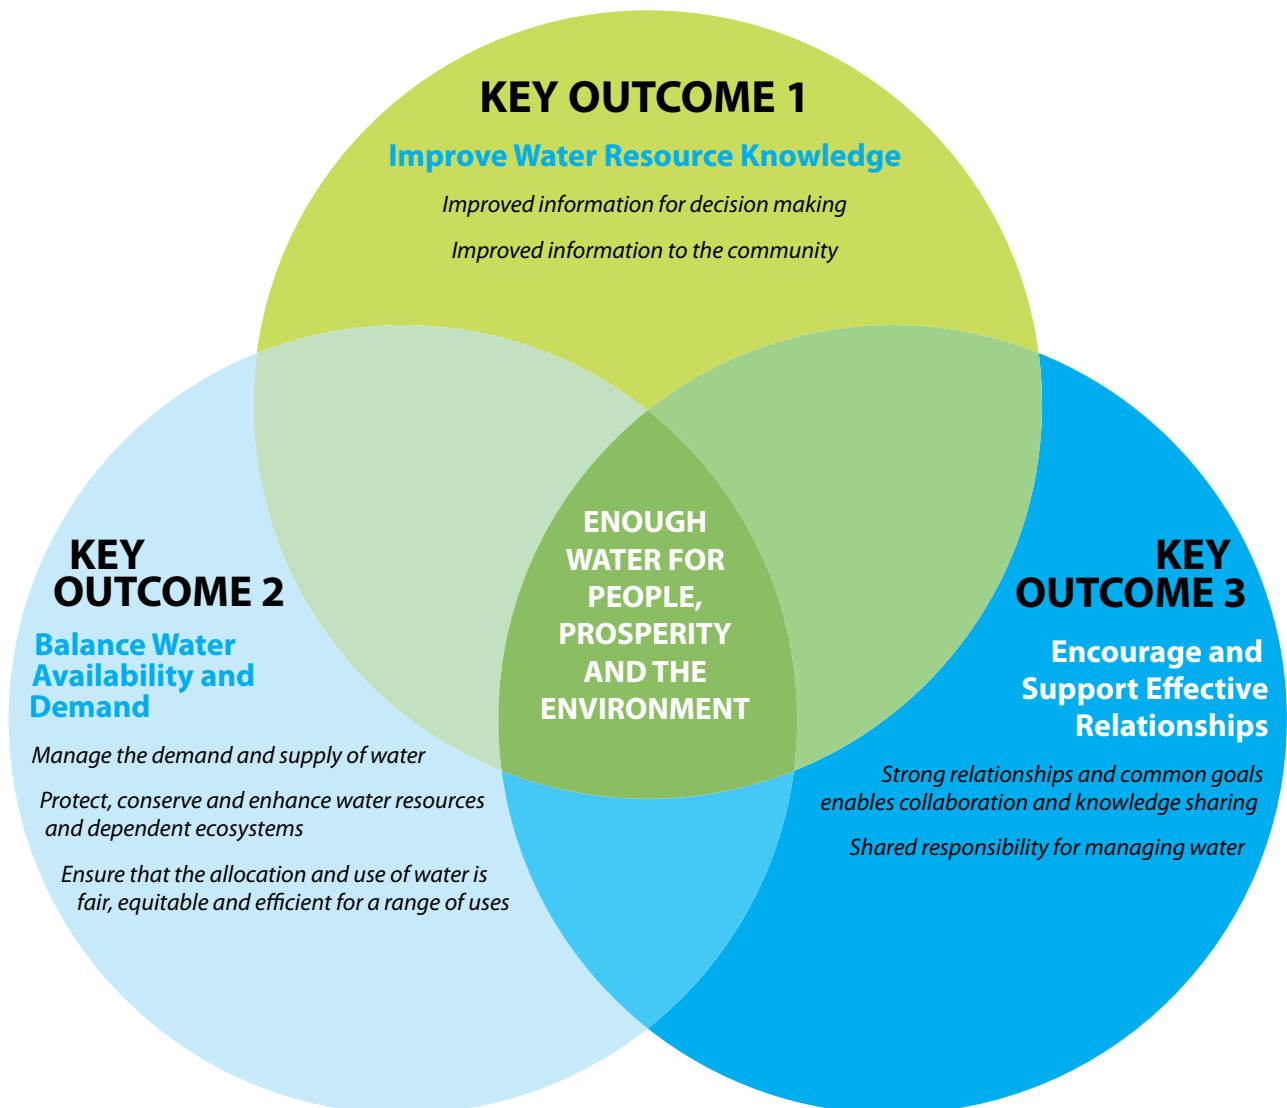 KEY OUTCOME 1
Improve Water Resource Knowledge
Improved information for decision making
Improved information to the community
ENOUGH
WATER FOR
PEOPLE,
PROSPERITY
AND THE
ENVIRONMENT
KEY
OUTCOME 2
Balance Water
Availability and
Demand
Manage the demand and supply of water
Protect, conserve and enhance water resources
and dependent ecosystems
Ensure that the allocation and use of water is
fair, equitable and efficient for a range of uses
KEY
OUTCOME 3
Encourage and
Support Effective
Relationships
Strong relationships and common goals
enables collaboration and knowledge sharing
Shared responsibility for managing water